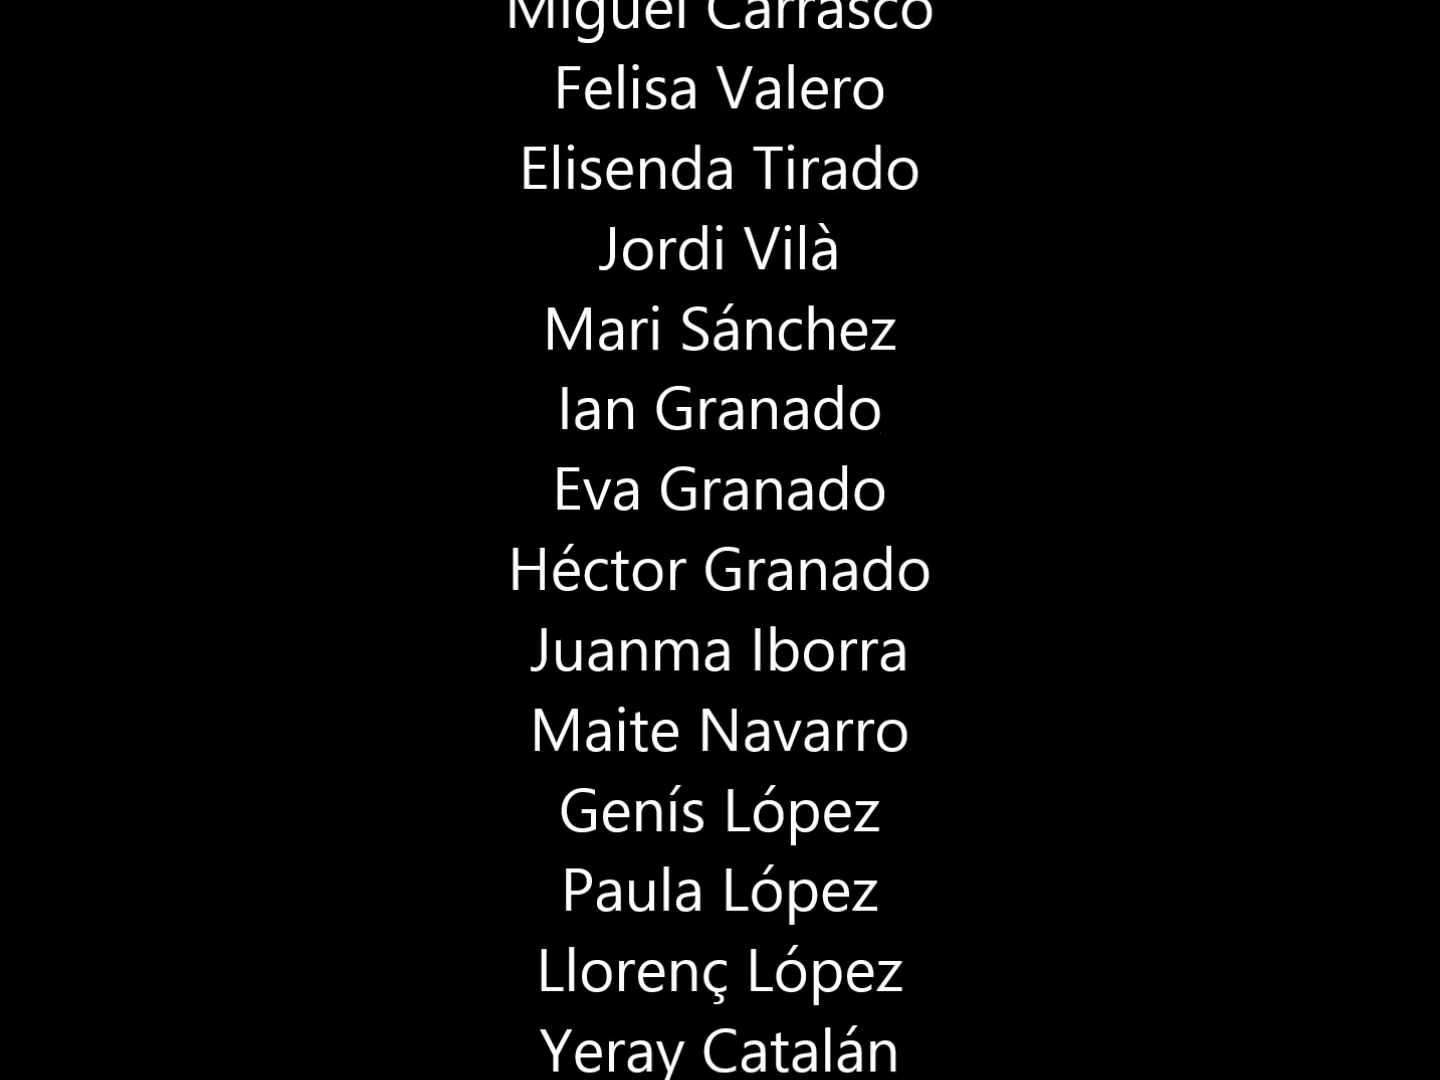 Miguel Carrasco
Felisa Valero
Elisenda Tirado
Jordi Vilà
Mari Sánchez
Ian Granado
Eva Granado
Héctor Granado
Juanma Iborra
Maite Navarro
Genís López
Paula López
Llorenç López
Yeray Catalán